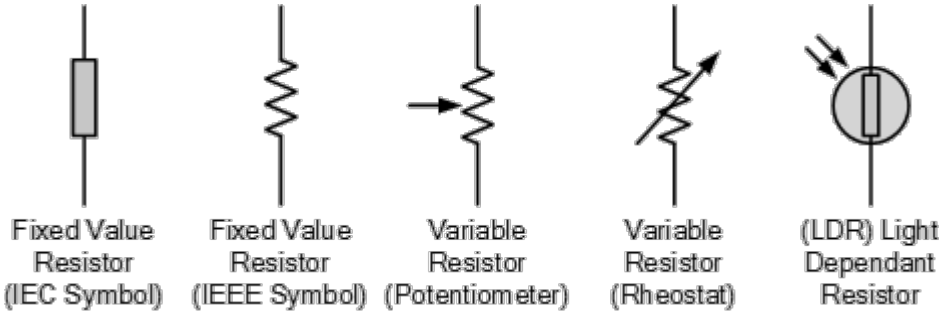 Fixed Value
Resistor
(IEC Symbol)
Fixed Value
Resistor
(IEEE Symbol)
Variable
Resistor
(Potentiometer)
Variable
Resistor
(Rheostat)
(LDR) Light
Dependant
Resistor